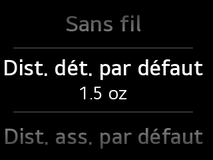 Sans fil
Dist. dét. par défaut
1.5 oz
Dist. ass. par défaut